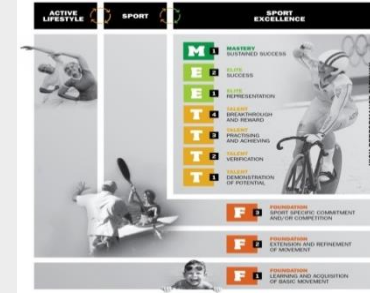 ACTIVE LIFESTYLE
SPORT
SPORT EXCELLENCE
M 1 MASTERY
SUSTAINED SUCCESS
E 2 ELITE
SUCCESS
E 1 ELITE
REPRESENTATION
T 4 TALENT
BREAKTHROUGH
AND REWARD
T 3 TALENT
PRACTISING
AND ACHIEVING
T 2 TALENT
VERIFICATION
T 1 TALENT
DEMONSTRATION
OF POTENTIAL
F 3 FOUNDATION
SPORT SPECIFIC COMMITMENT
AND/OR COMPETITION
F 2 FOUNDATION
EXTENSION AND REFINEMENT
OF MOVEMENT
F 1 FOUNDATION
LEARNING AND ACQUISITION
OF BASIC MOVEMENT